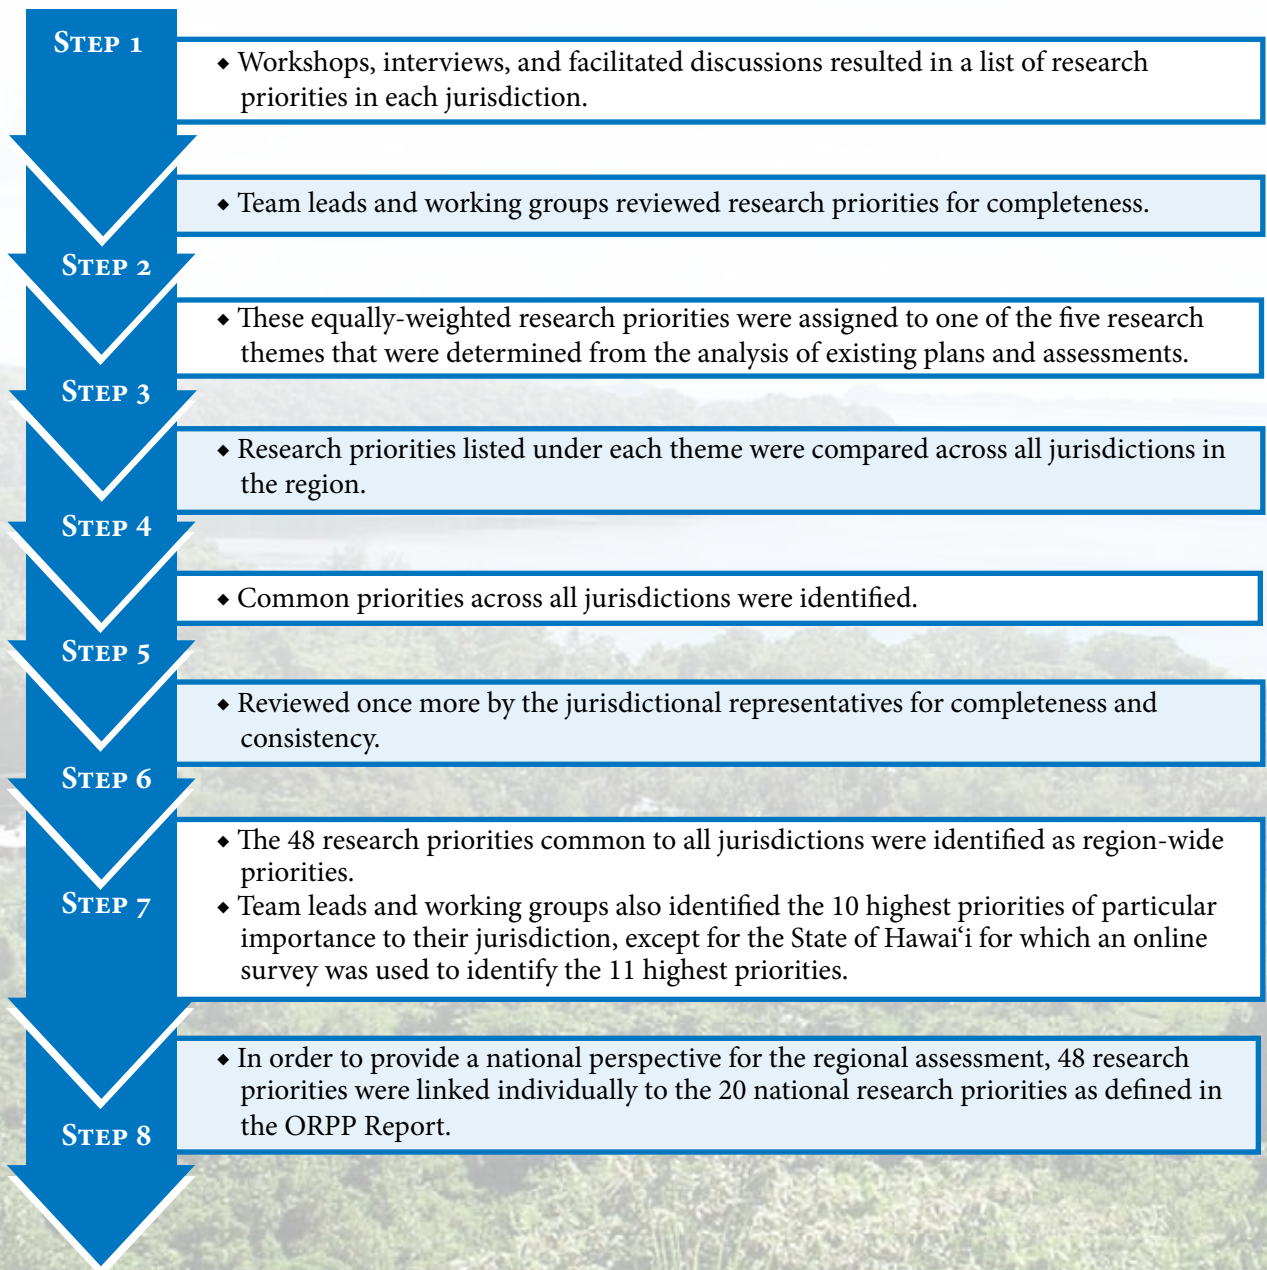 STEP 1
◆ Workshops, interviews, and facilitated discussions resulted in a list of research
priorities in each jurisdiction.
◆ Team leads and working groups reviewed research priorities for completeness.
STEP 2
◆ These equally-weighted research priorities were assigned to one of the five research
themes that were determined from the analysis of existing plans and assessments.
STEP 3
◆ Research priorities listed under each theme were compared across all jurisdictions in
the region.
STEP 4
◆ Common priorities across all jurisdictions were identified.
STEP 5
◆ Reviewed once more by the jurisdictional representatives for completeness and
consistency.
STEP 6
◆ The 48 research priorities common to all jurisdictions were identified as region-wide
priorities.
STEP 7
◆ Team leads and working groups also identified the 10 highest priorities of particular
importance to their jurisdiction, except for the State of Hawaiʻi for which an online
survey was used to identify the 11 highest priorities.
◆ In order to provide a national perspective for the regional assessment, 48 research
priorities were linked individually to the 20 national research priorities as defined in
the ORPP Report.
STEP 8